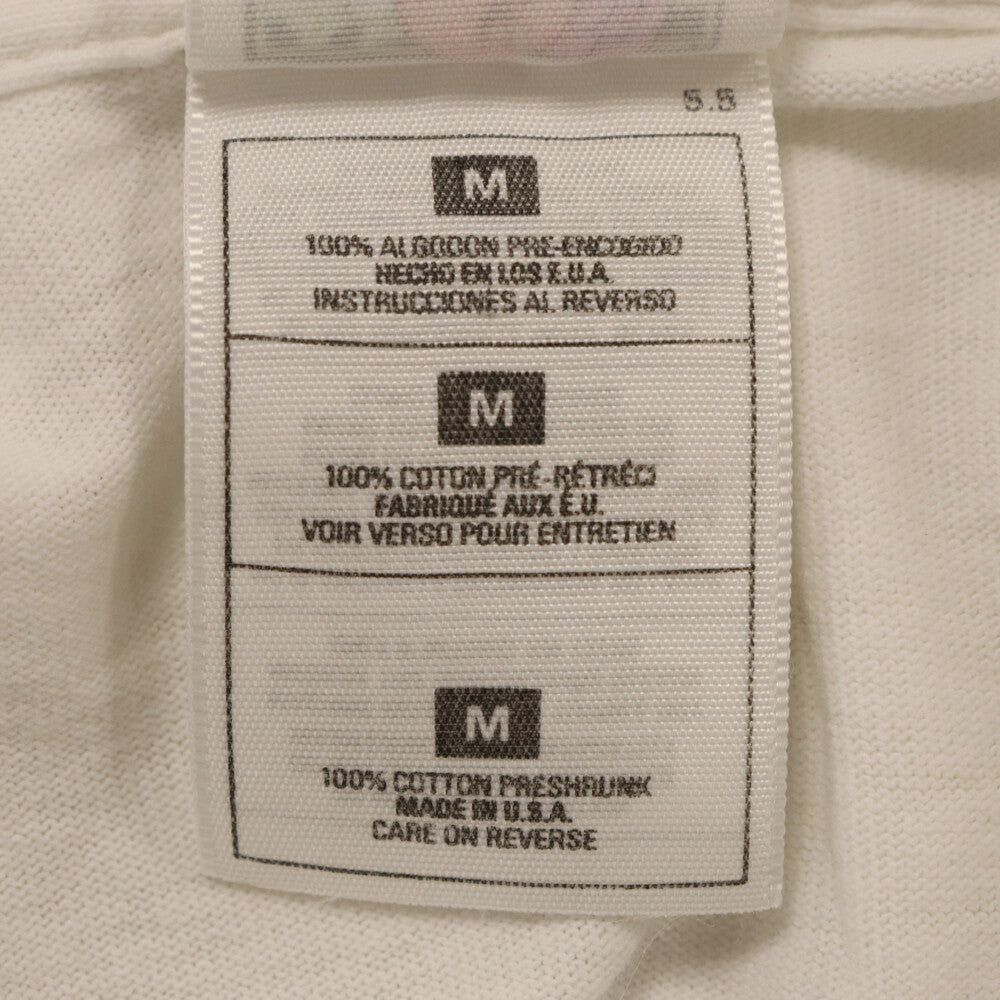 5.5
M
100% ALGODON PRE-ENCOGIDO
HECHO EN LOS E.U.A.
INSTRUCCIONES AL REVERSO
M
100% COTON PRÉ-RÉTRÉCI
FABRIQUÉ AUX É.U.
VOIR VERSO POUR ENTRETIEN
M
100% COTTON PRESHRUNK
MADE IN U.S.A.
CARE ON REVERSE